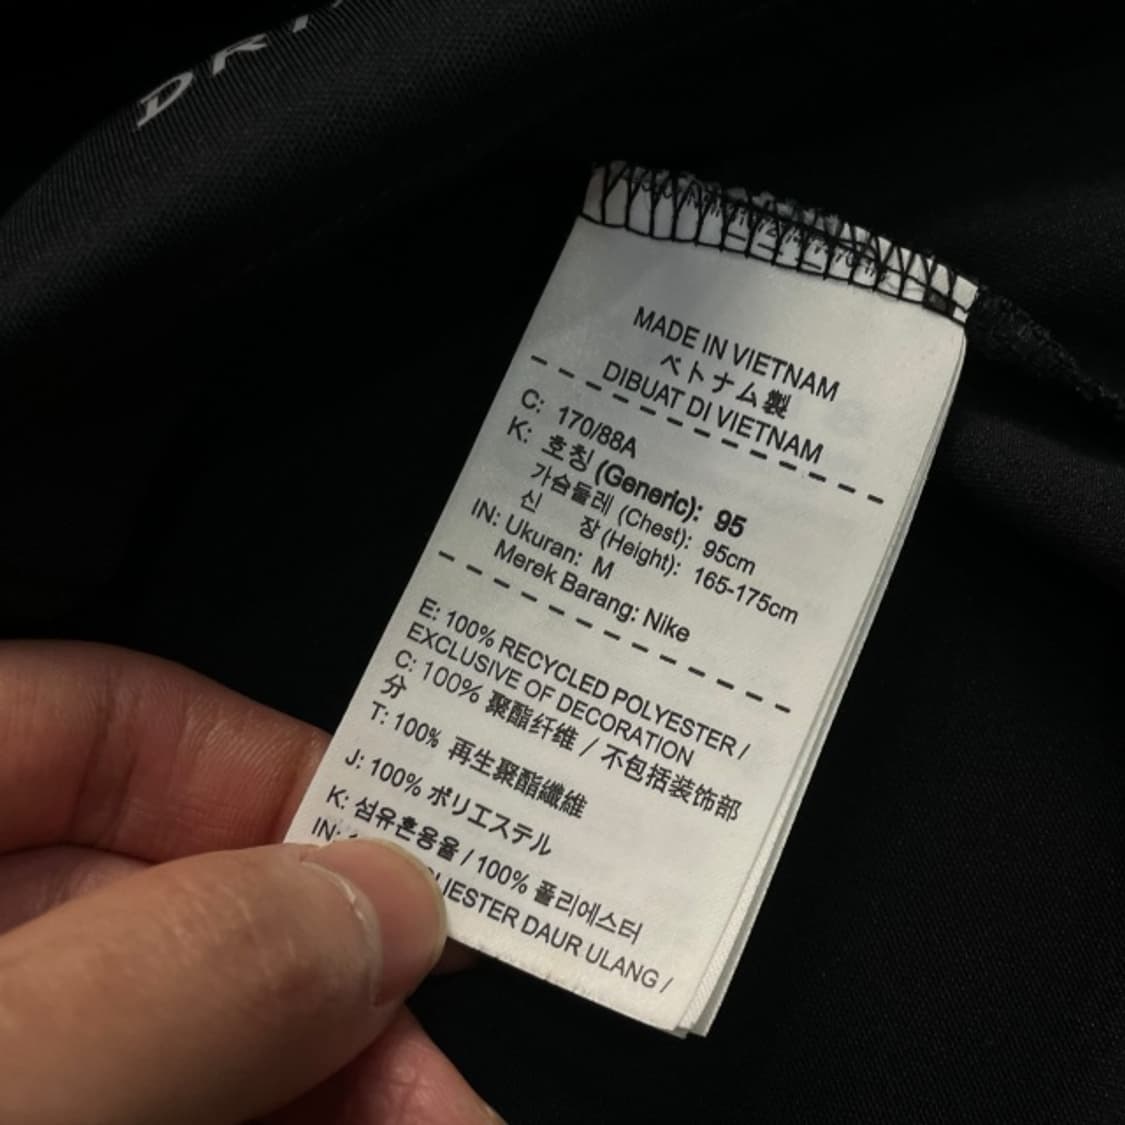 DR
MADE IN VIETNAM
ベトナム製
DIBUAT DI VIETNAM
C: 170/88A
K: 호칭 (Generic): 95
가슴둘레 (Chest): 95cm
신 장 (Height): 165-175cm
IN: Ukuran: M
Merek Barang: Nike
E: 100% RECYCLED POLYESTER /
EXCLUSIVE OF DECORATION
C: 100% 聚酯纤维 / 不包括装饰部
分
T: 100% 再生聚酯纖維
J: 100% ポリエステル
K: 섬유혼용율 / 100% 폴리에스터
IN: DAUR ULANG /